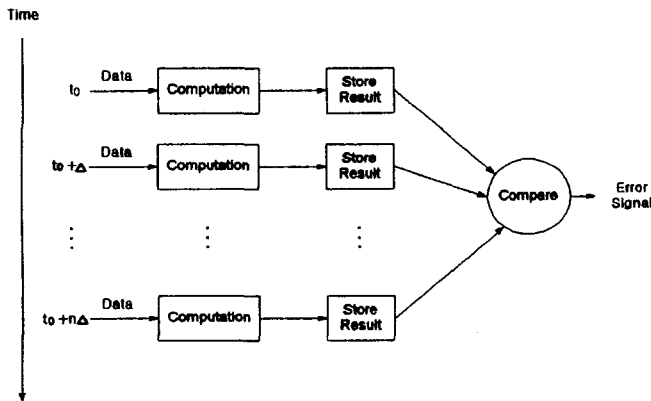 Time
t0 Data Computation Store Result
t0 + Δ Data Computation Store Result
Compare Error Signal
t0 + nΔ Data Computation Store Result